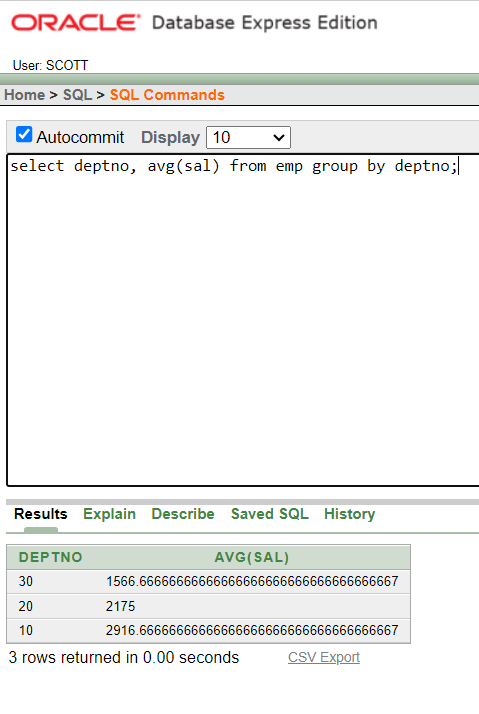 ORACLE® Database Express Edition
User: SCOTT
Home > SQL > SQL Commands
Autocommit Display 10
select deptno, avg(sal) from emp group by deptno;
Results Explain Describe Saved SQL History
DEPTNO AVG(SAL)
30 1566.66666666666666666666666666666667
20 2175
10 2916.66666666666666666666666666666667
3 rows returned in 0.00 seconds CSV Export